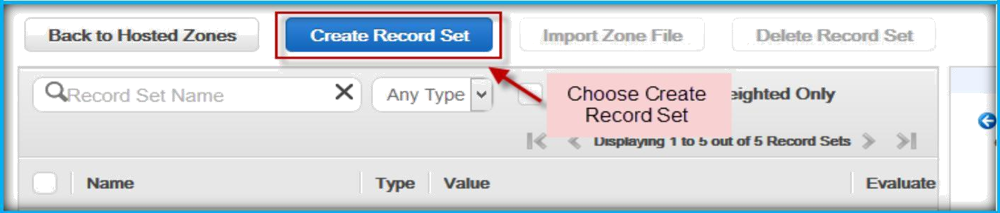 Back to Hosted Zones Create Record Set Import Zone File Delete Record Set
Record Set Name Any Type Only
Choose Create
Record Set
Displaying 1 to 5 out of 5 Record Sets
Name Type Value Evaluate